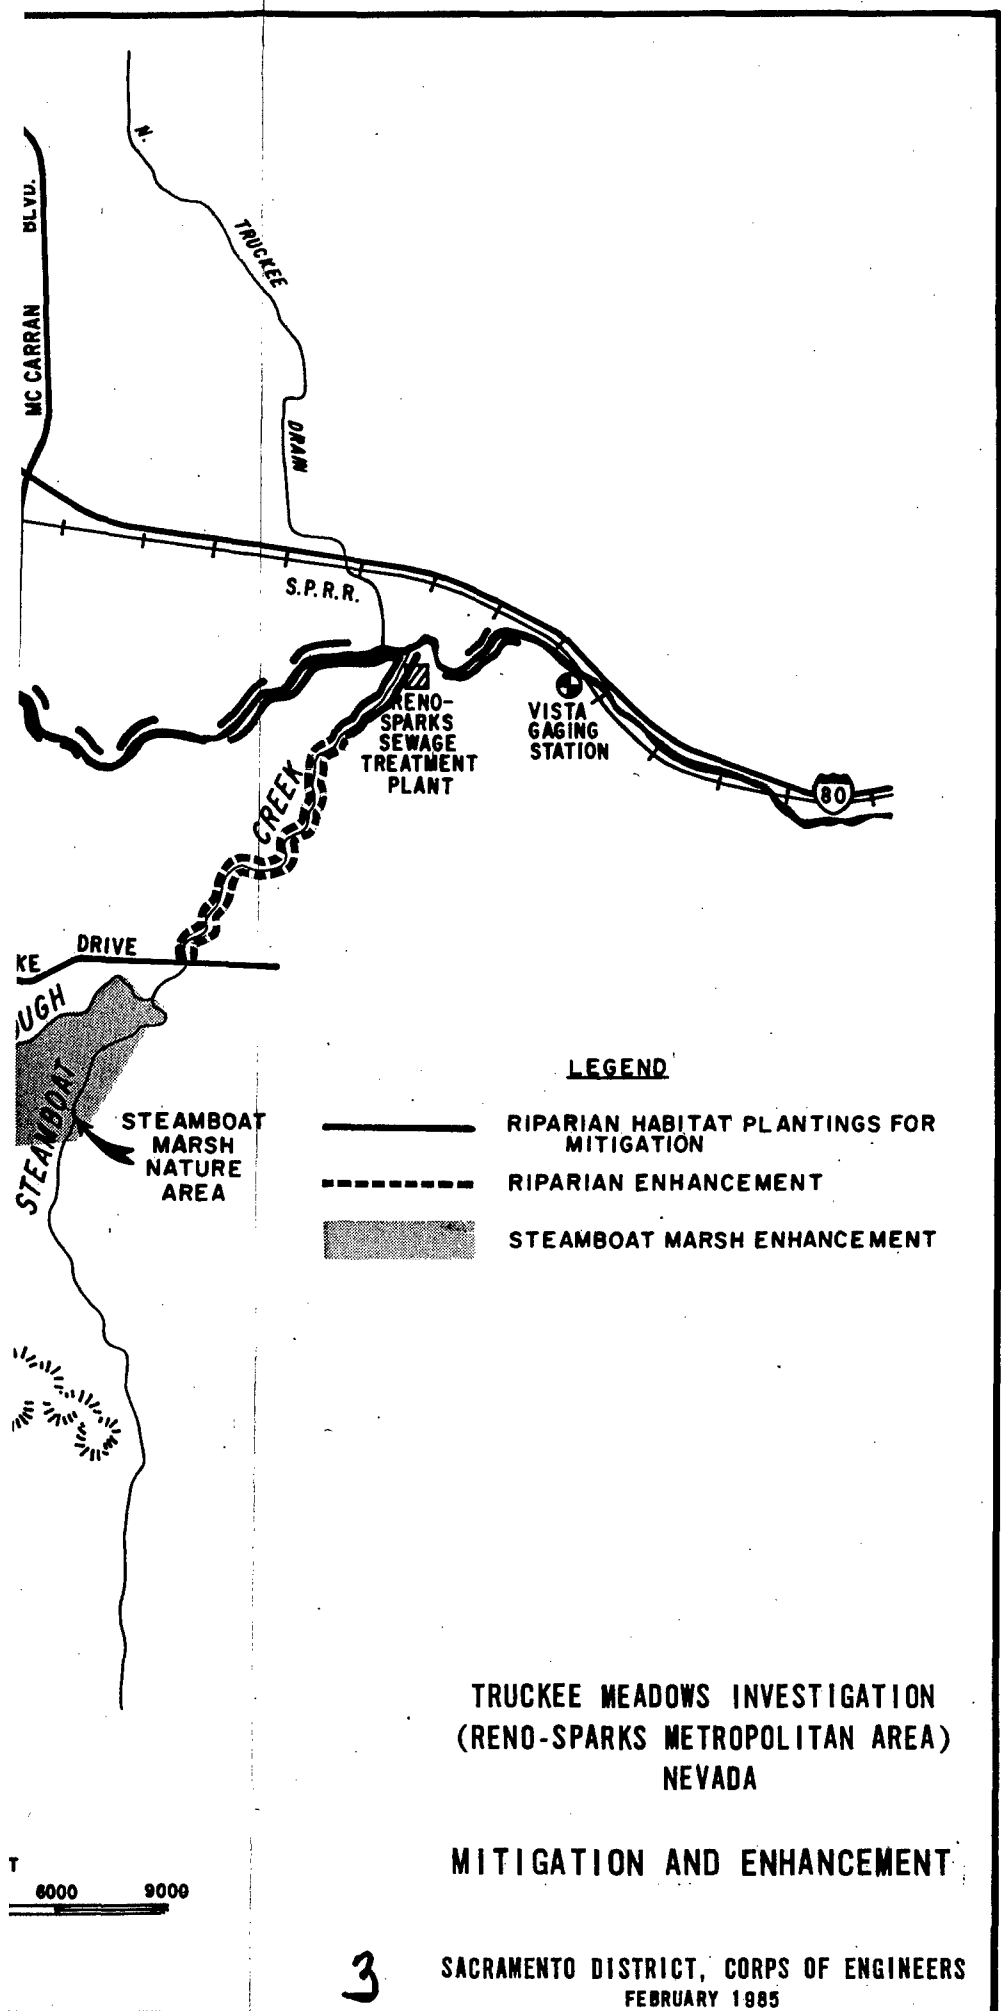 N.
TRUCKEE
DRAIN
MC CARRAN BLVD.
S.P.R.R.
RENO-
SPARKS
SEWAGE
TREATMENT
PLANT
VISTA
GAGING
STATION
80
CREEK
KE DRIVE
UGH
STEAMBOAT
STEAMBOAT
MARSH
NATURE
AREA
LEGEND
RIPARIAN HABITAT PLANTINGS FOR
MITIGATION
RIPARIAN ENHANCEMENT
STEAMBOAT MARSH ENHANCEMENT
TRUCKEE MEADOWS INVESTIGATION
(RENO-SPARKS METROPOLITAN AREA)
NEVADA
MITIGATION AND ENHANCEMENT
T
6000 9000
3
SACRAMENTO DISTRICT, CORPS OF ENGINEERS
FEBRUARY 1985